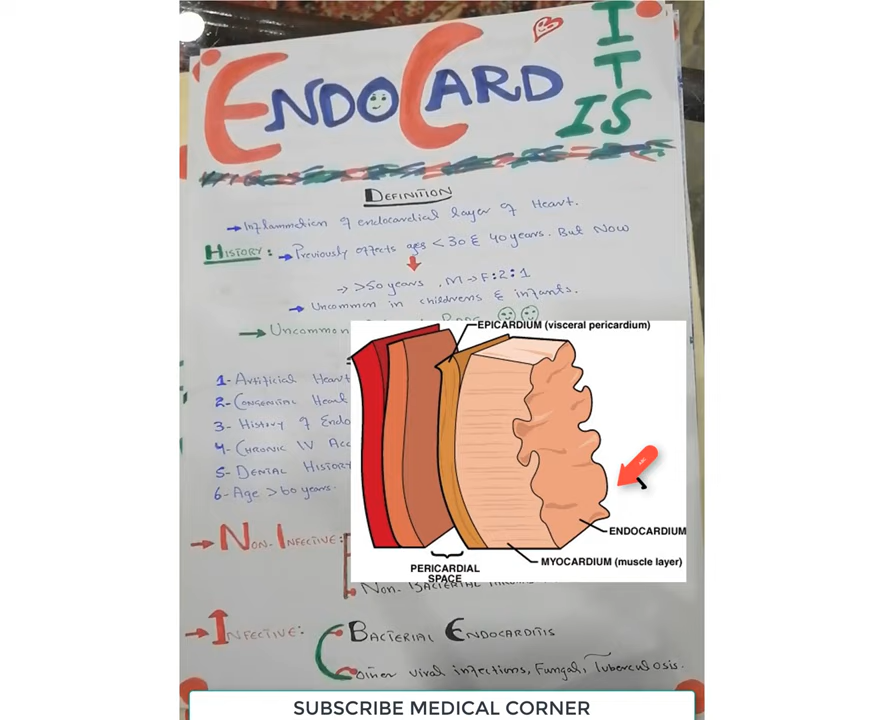 ENDOCARD
ITIS
DEFINITION
→ Inflammation of endocardial layer of Heart.
HISTORY: → Previously effects ages < 30 & 40 years. But Now
→ >50 years , M → F:2:1
→ Uncommon in childrens & infants.
→ Uncommon
1- Artificial Heart
2- CONGENITAL Heart
3- History of Endo
4- CHRONIC IV Acc
5- DENTAL HISTORY
6- Age > 60 years.
→ NON-INFECTIVE:
NON- BACTERIAL
→ INFECTIVE:
BACTERIAL ENDOCARDITIS
Other viral infections, Fungal, Tuberculosis.
EPICARDIUM (visceral pericardium)
ENDOCARDIUM
MYOCARDIUM (muscle layer)
PERICARDIAL
SPACE
SUBSCRIBE MEDICAL CORNER